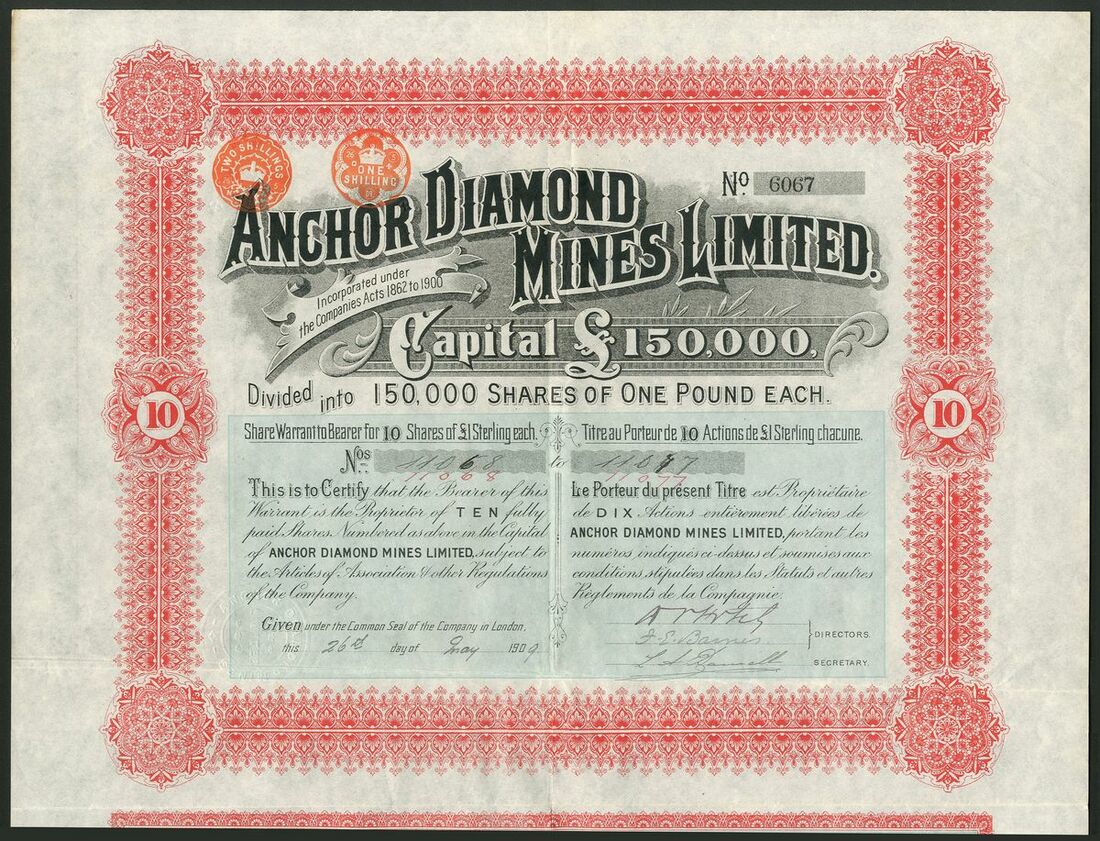 TWO SHILLINGS
ONE SHILLING
No. 6067
ANCHOR DIAMOND MINES LIMITED.
Incorporated under
the Companies Acts 1862 to 1900
Capital £150,000,
Divided into 150,000 SHARES OF ONE POUND EACH.
Share Warrant to Bearer for 10 Shares of £1 Sterling each.
Titre au Porteur de 10 Actions de £1 Sterling chacune.
Nos. 11068 to 11077
11068 11077
This is to Certify that the Bearer of this
Warrant is the Proprietor of TEN fully
paid Shares. Numbered as above in the Capital
of ANCHOR DIAMOND MINES LIMITED, subject to
the Articles of Association & other Regulations
of the Company.
Given under the Common Seal of the Company in London,
this 26th day of May 1909
Le Porteur du présent Titre est Propriétaire
de DIX Actions entièrement libérées de
ANCHOR DIAMOND MINES LIMITED, portant les
numéros indiqués ci-dessus et soumises aux
conditions stipulées dans les Statuts et autres
Règlements de la Compagnie.
F. E. Barnes
DIRECTORS.
SECRETARY.
10
10